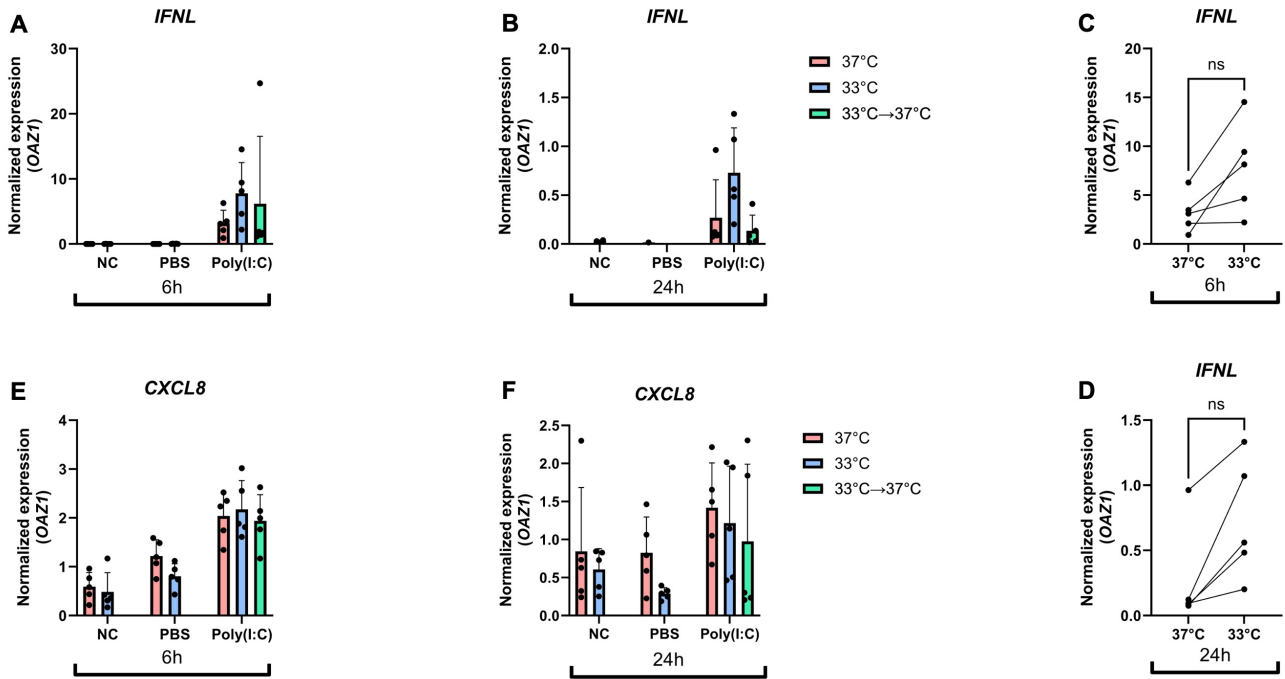 A
IFNL
Normalized expression
(OAZ1)
30
20
10
0
NC
PBS
Poly(I:C)
6h
B
IFNL
Normalized expression
(OAZ1)
2.0
1.5
1.0
0.5
0.0
NC
PBS
Poly(I:C)
24h
37°C
33°C
33°C→37°C
C
IFNL
Normalized expression
(OAZ1)
20
15
10
5
0
ns
37°C
33°C
6h
E
CXCL8
Normalized expression
(OAZ1)
4
3
2
1
0
NC
PBS
Poly(I:C)
6h
F
CXCL8
Normalized expression
(OAZ1)
2.5
2.0
1.5
1.0
0.5
0.0
NC
PBS
Poly(I:C)
24h
37°C
33°C
33°C→37°C
D
IFNL
Normalized expression
(OAZ1)
1.5
1.0
0.5
0.0
ns
37°C
33°C
24h